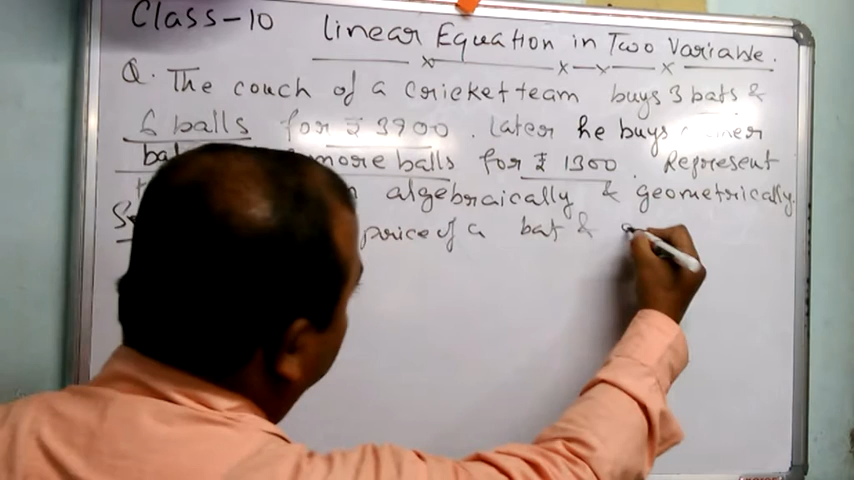 Class-10 Linear Equation in Two Variable.
Q. The couch of a cricket team buys 3 bats &
6 balls for ₹ 3900. Later he buys
more balls for ₹ 1300. Represent
algebraically & geometrically.
price of a bat &